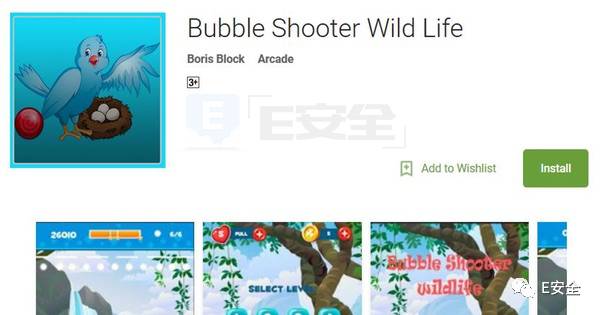 Bubble Shooter Wild Life
Boris Block Arcade
3+
E安全
Add to Wishlist
Install
26010
6/6
5 FULL
5
SELECT LEVEL
Bubble Shooter
wildlife
E安全